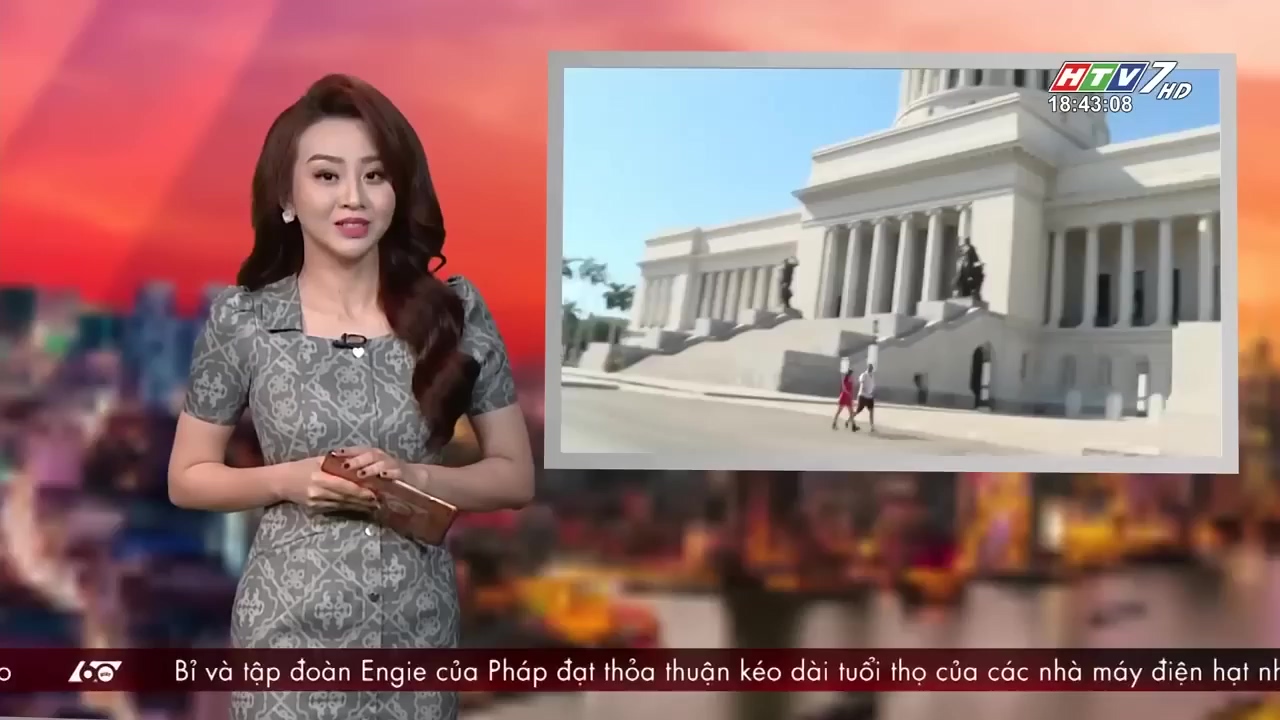 HTV7 HD
18:43:08
o 60 Bỉ và tập đoàn Engie của Pháp đạt thỏa thuận kéo dài tuổi thọ của các nhà máy điện hạt nh